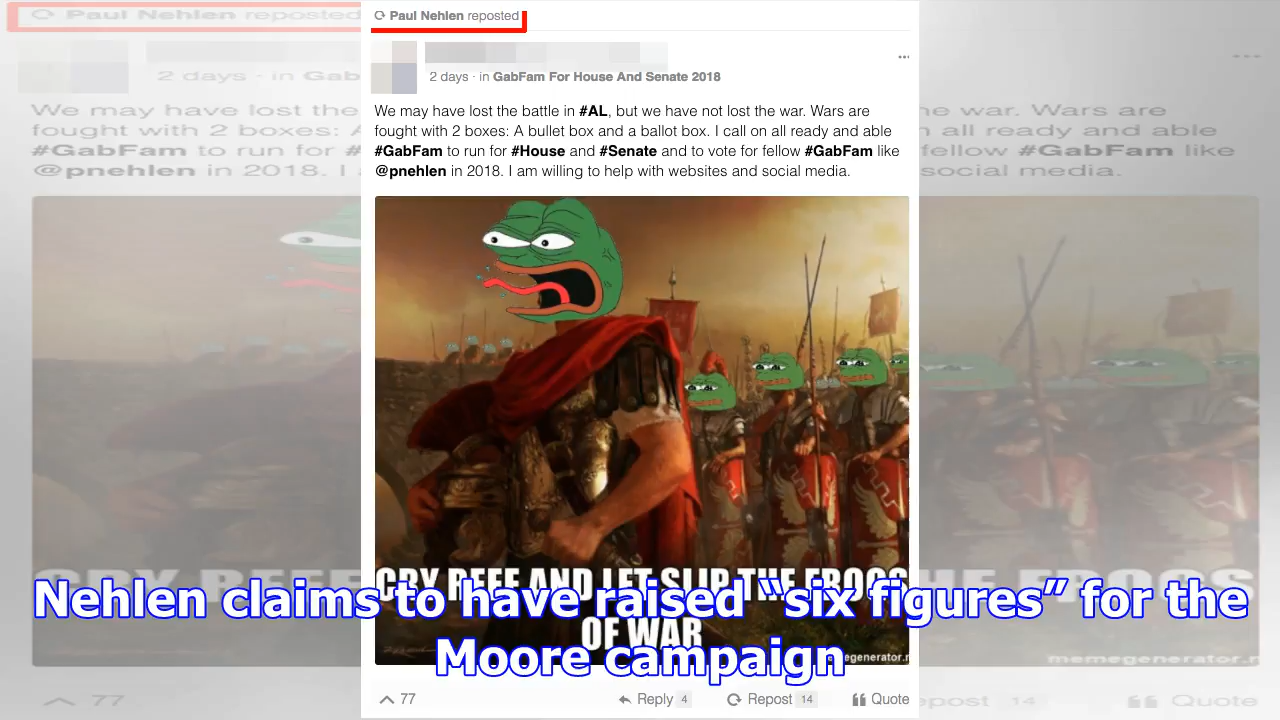 Paul Nehlen reposted
2 days · in GabFam For House And Senate 2018
We may have lost the battle in #AL, but we have not lost the war. Wars are
fought with 2 boxes: A bullet box and a ballot box. I call on all ready and able
#GabFam to run for #House and #Senate and to vote for fellow #GabFam like
@pnehlen in 2018. I am willing to help with websites and social media.
CRY REEE AND LET SLIP THE FROGS
OF WAR
Nehlen claims to have raised “six figures” for the
Moore campaign
77
Reply 4
Repost 14
Quote